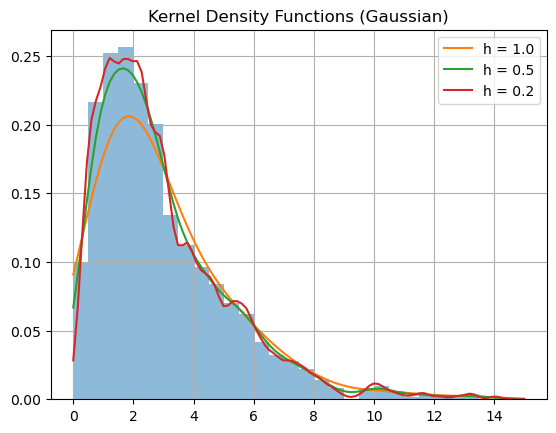 Kernel Density Functions (Gaussian)
h = 1.0
h = 0.5
h = 0.2
0.25
0.20
0.15
0.10
0.05
0.00
0 2 4 6 8 10 12 14